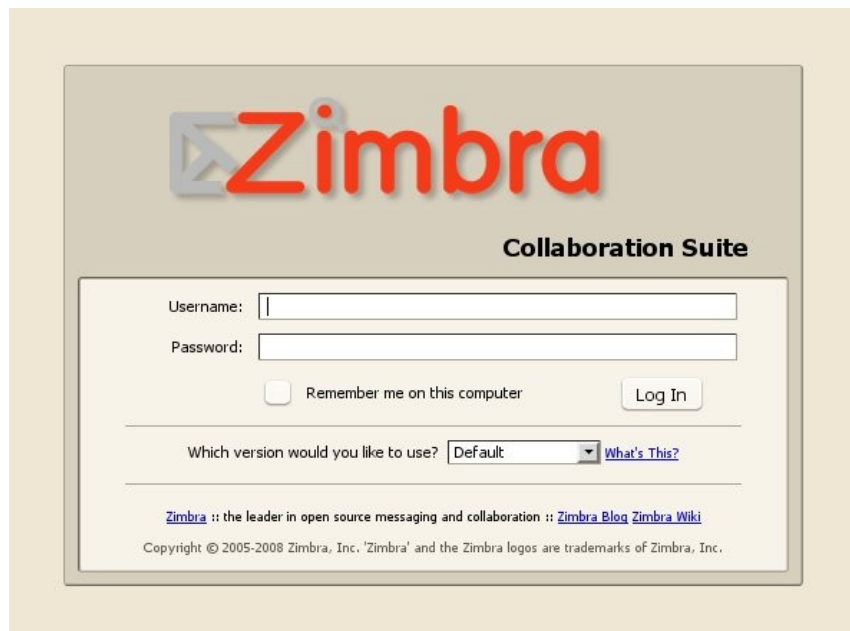 Zimbra
Collaboration Suite
Username:
Password:
Remember me on this computer Log In
Which version would you like to use? Default What's This?
Zimbra :: the leader in open source messaging and collaboration :: Zimbra Blog Zimbra Wiki
Copyright © 2005-2008 Zimbra, Inc. 'Zimbra' and the Zimbra logos are trademarks of Zimbra, Inc.